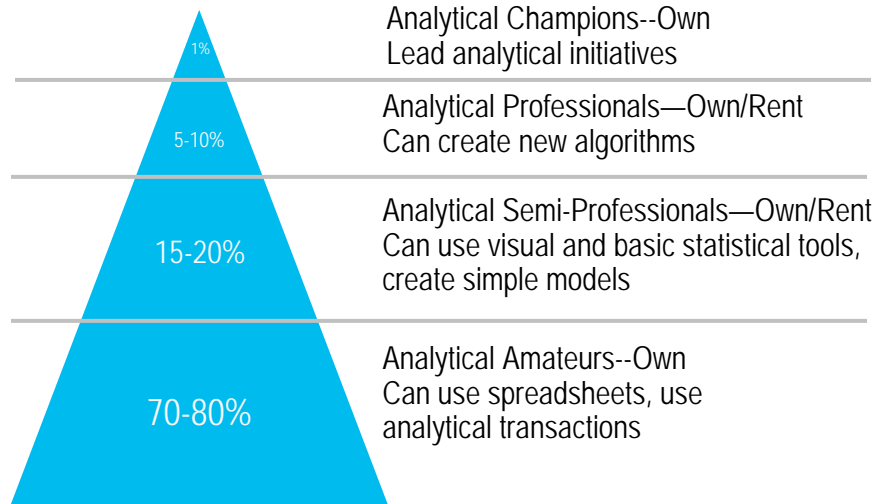 1%
Analytical Champions--Own
Lead analytical initiatives
5-10%
Analytical Professionals—Own/Rent
Can create new algorithms
15-20%
Analytical Semi-Professionals—Own/Rent
Can use visual and basic statistical tools,
create simple models
70-80%
Analytical Amateurs--Own
Can use spreadsheets, use
analytical transactions